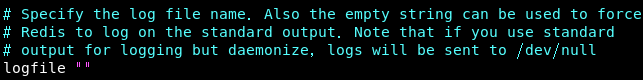 # Specify the log file name. Also the empty string can be used to force
# Redis to log on the standard output. Note that if you use standard
# output for logging but daemonize, logs will be sent to /dev/null
logfile ""